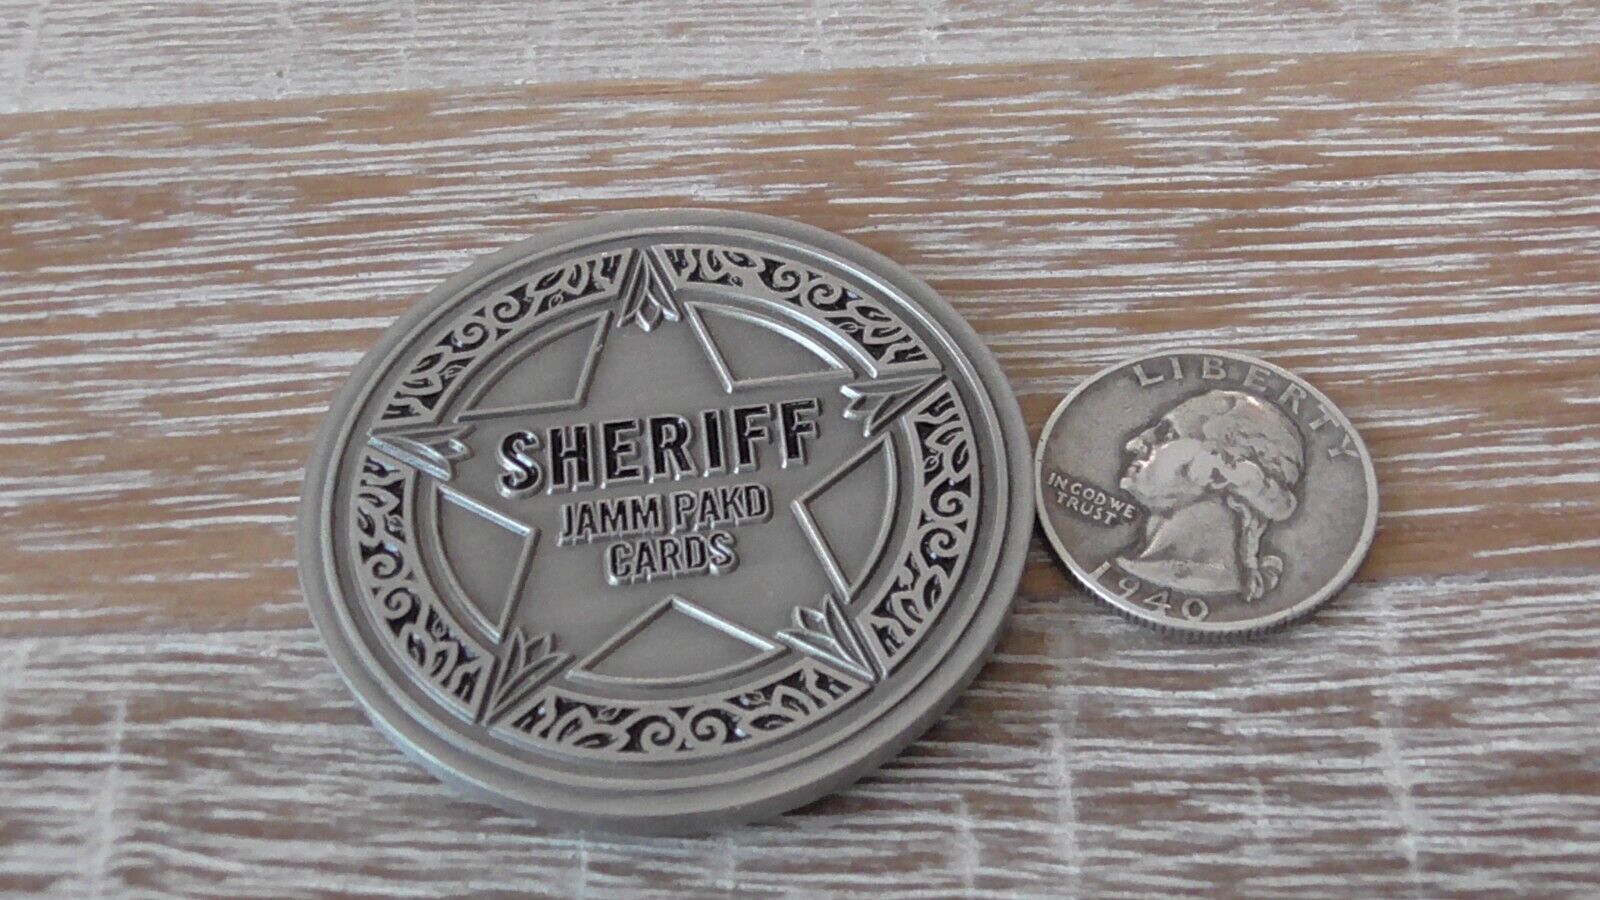 SHERIFF
JAMM PAKD
CARDS
LIBERTY
IN GOD WE
TRUST
1940